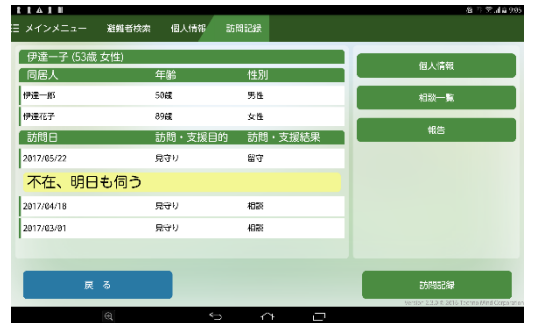 9:05
メインメニュー 避難者検索 個人情報 訪問記録
伊達一子 (53歳 女性)
同居人 年齢 性別
伊達一郎 50歳 男性
伊達花子 89歳 女性
訪問日 訪問・支援目的 訪問・支援結果
2017/05/22 見守り 留守
不在、明日も伺う
2017/04/18 見守り 相談
2017/03/01 見守り 相談
個人情報
相談一覧
報告
戻る
訪問記録